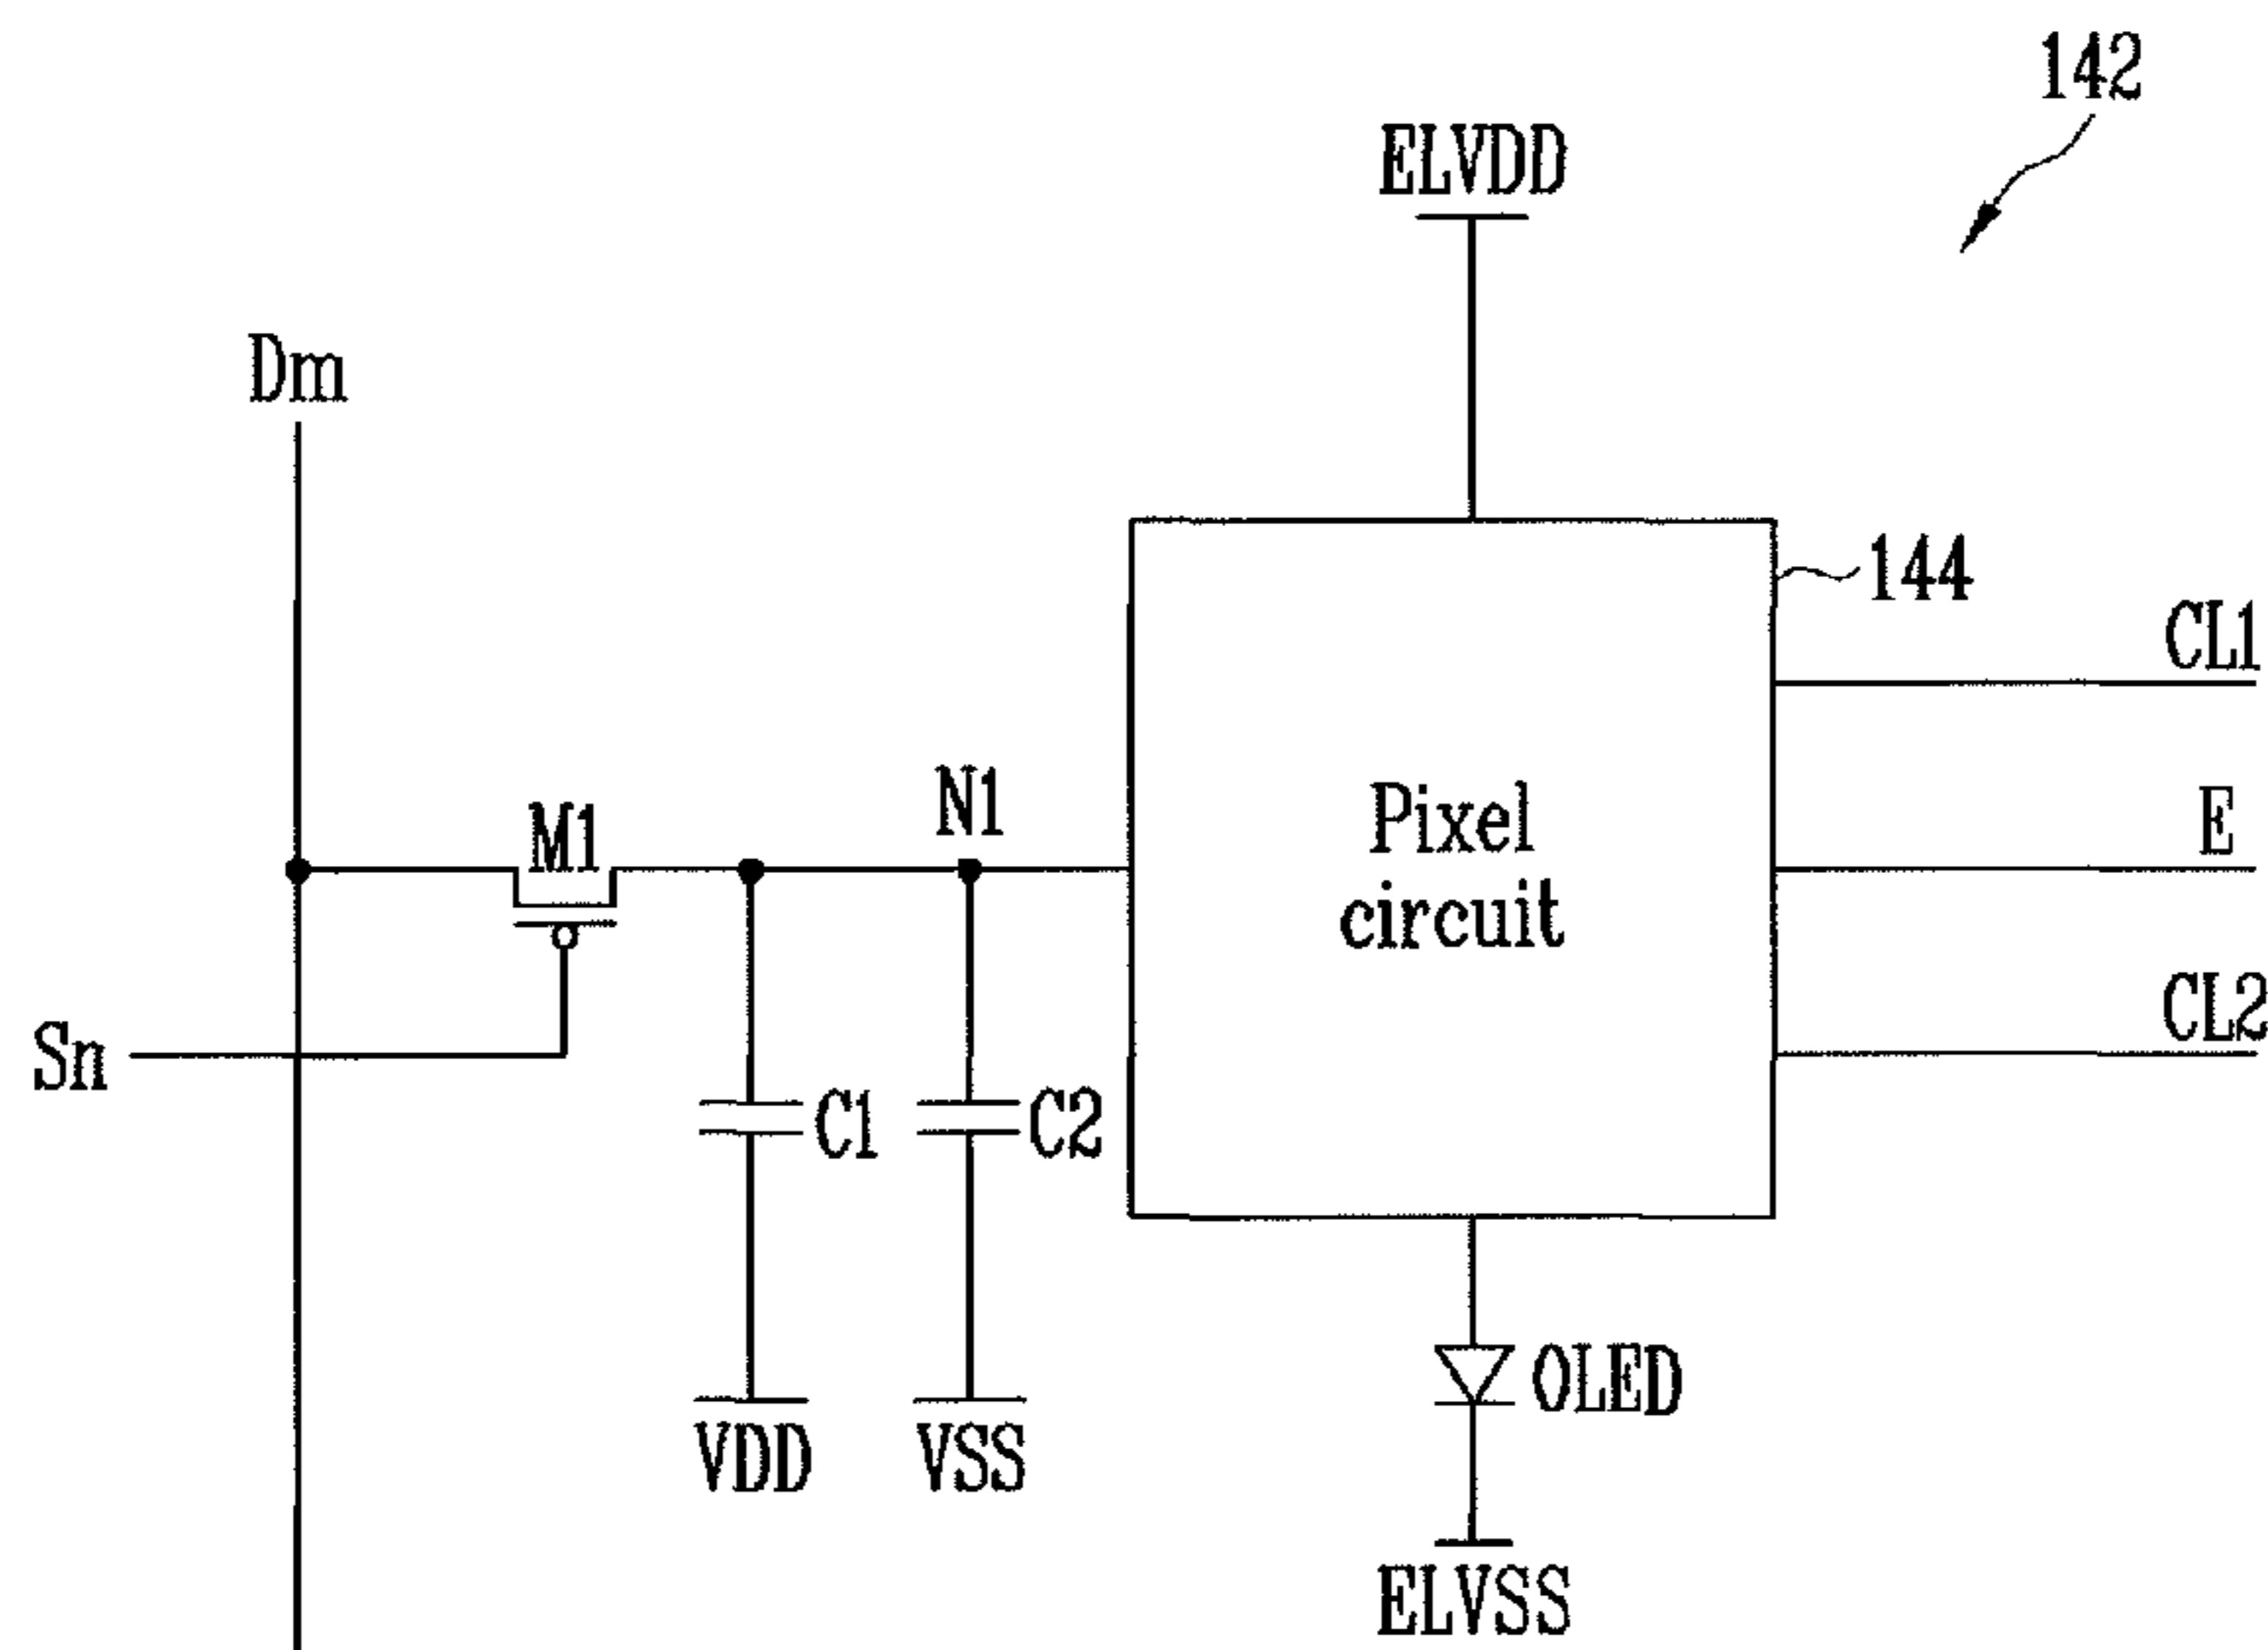 142
ELVDD
Dm
144
CL1
M1
N1
Pixel
circuit
E
CL2
Sn
C1
C2
OLED
VDD
VSS
ELVSS